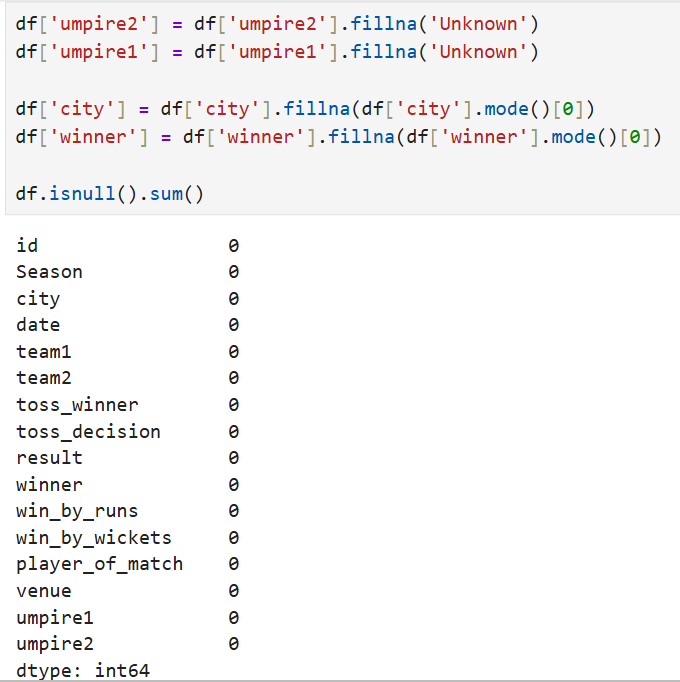 df['umpire2'] = df['umpire2'].fillna('Unknown')
df['umpire1'] = df['umpire1'].fillna('Unknown')
df['city'] = df['city'].fillna(df['city'].mode()[0])
df['winner'] = df['winner'].fillna(df['winner'].mode()[0])
df.isnull().sum()
id 0
Season 0
city 0
date 0
team1 0
team2 0
toss_winner 0
toss_decision 0
result 0
winner 0
win_by_runs 0
win_by_wickets 0
player_of_match 0
venue 0
umpire1 0
umpire2 0
dtype: int64